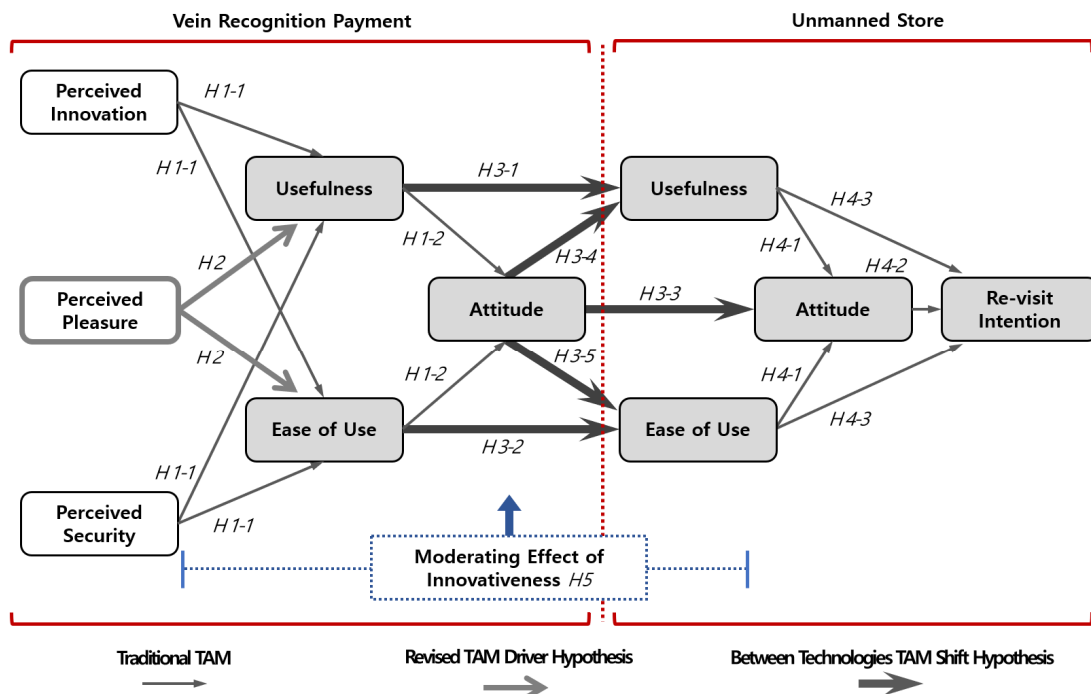 Vein Recognition Payment
Unmanned Store
Perceived
Innovation
H1-1
H1-1
Usefulness
H3-1
Usefulness
H4-3
H1-2
H4-1
H2
H3-4
H4-2
Perceived
Pleasure
Attitude
H3-3
Attitude
Re-visit
Intention
H2
H3-5
H1-2
H4-1
Ease of Use
Ease of Use
H4-3
H3-2
H1-1
Perceived
Security
H1-1
Moderating Effect of
Innovativeness H5
Traditional TAM
Revised TAM Driver Hypothesis
Between Technologies TAM Shift Hypothesis